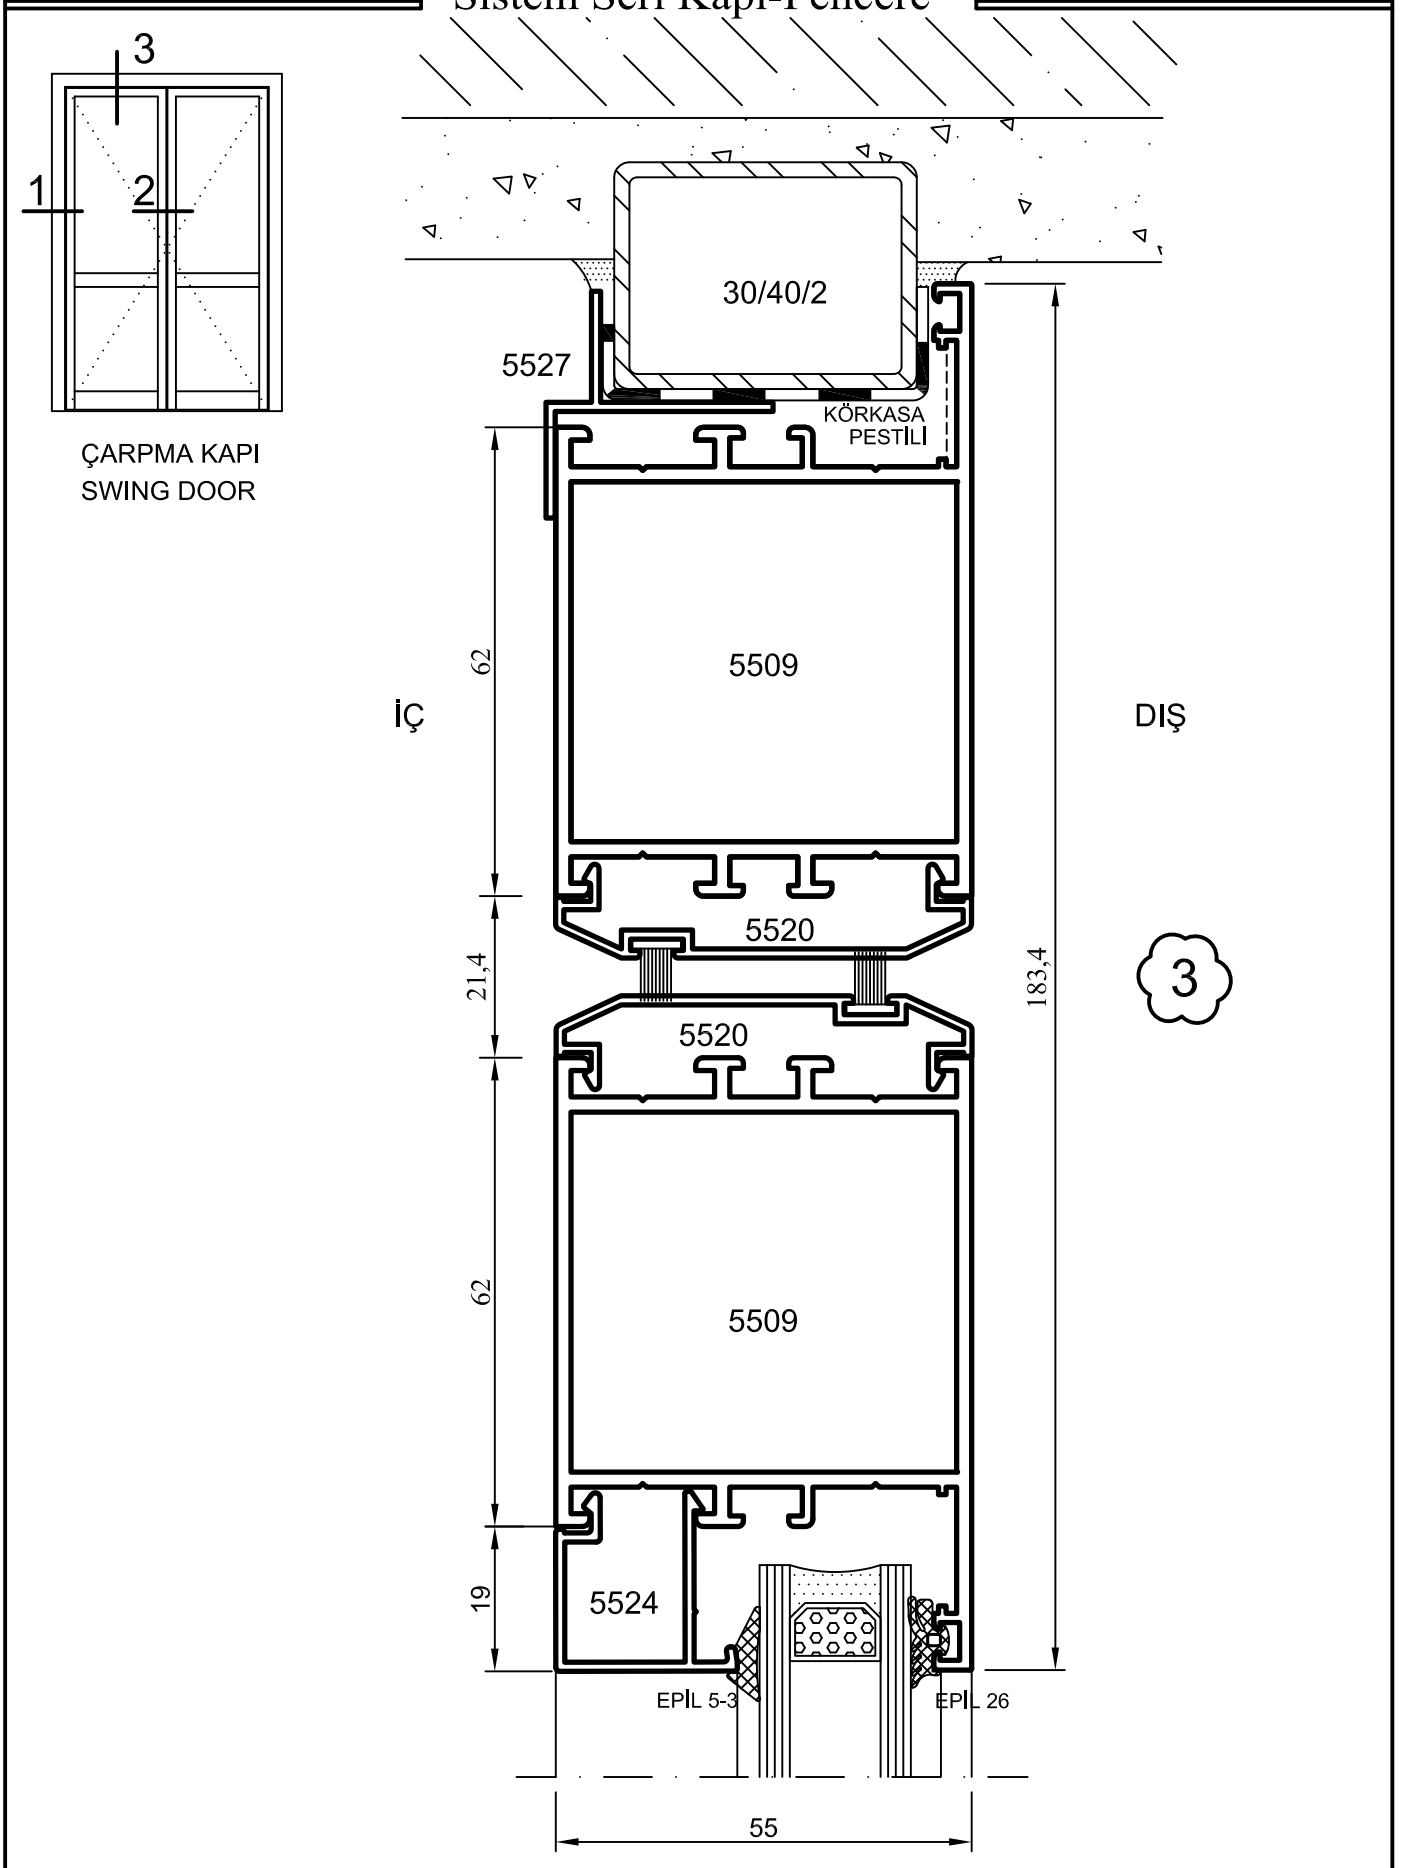 Sistem Seri Kapı-Pencere
3
1
2
ÇARPMA KAPI
SWING DOOR
30/40/2
5527
KÖRKASA
PESTİLİ
62
5509
İÇ
DIŞ
5520
21,4
183,4
3
5520
62
5509
19
5524
EPİL 5-3
EPİL 26
55